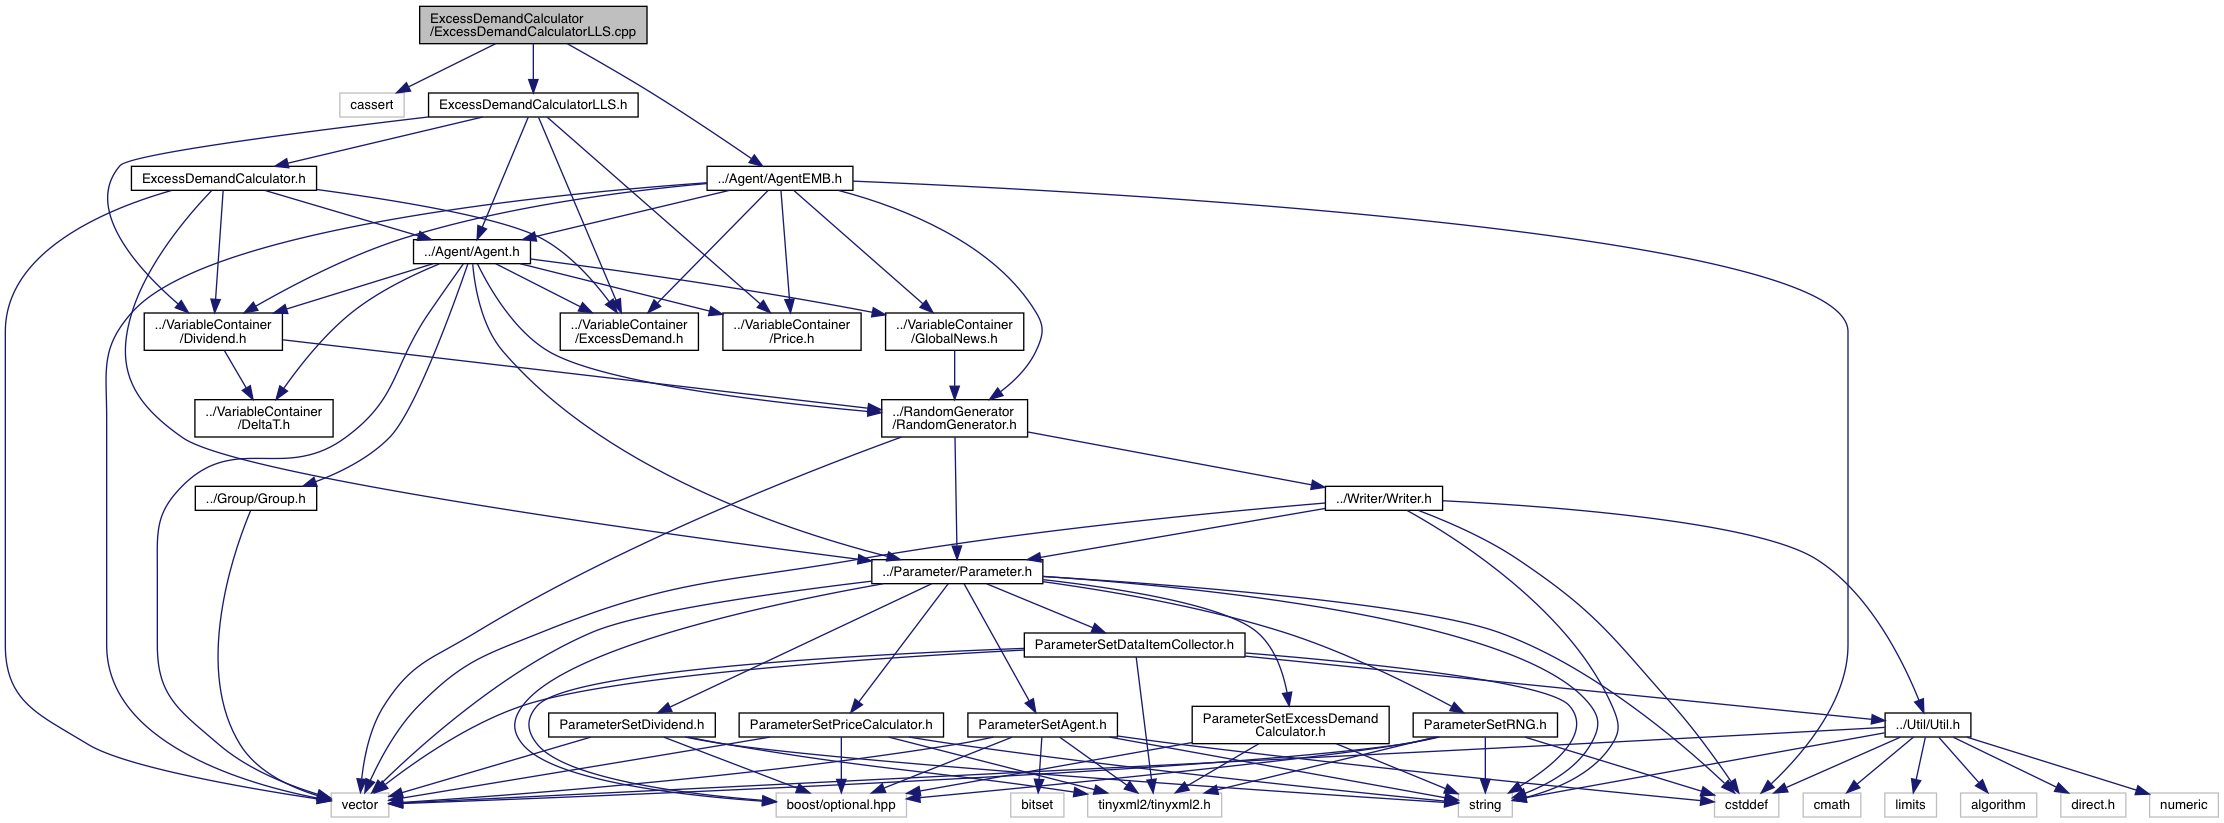 ExcessDemandCalculator
/ExcessDemandCalculatorLLS.cpp
cassert
ExcessDemandCalculatorLLS.h
ExcessDemandCalculator.h
../Agent/AgentEMB.h
../Agent/Agent.h
../VariableContainer
/Dividend.h
../VariableContainer
/ExcessDemand.h
../VariableContainer
/Price.h
../VariableContainer
/GlobalNews.h
../VariableContainer
/DeltaT.h
../RandomGenerator
/RandomGenerator.h
../Group/Group.h
../Writer/Writer.h
../Parameter/Parameter.h
ParameterSetDataItemCollector.h
ParameterSetDividend.h
ParameterSetPriceCalculator.h
ParameterSetAgent.h
ParameterSetExcessDemand
Calculator.h
ParameterSetRNG.h
../Util/Util.h
vector
boost/optional.hpp
bitset
tinyxml2/tinyxml2.h
string
cstddef
cmath
limits
algorithm
direct.h
numeric